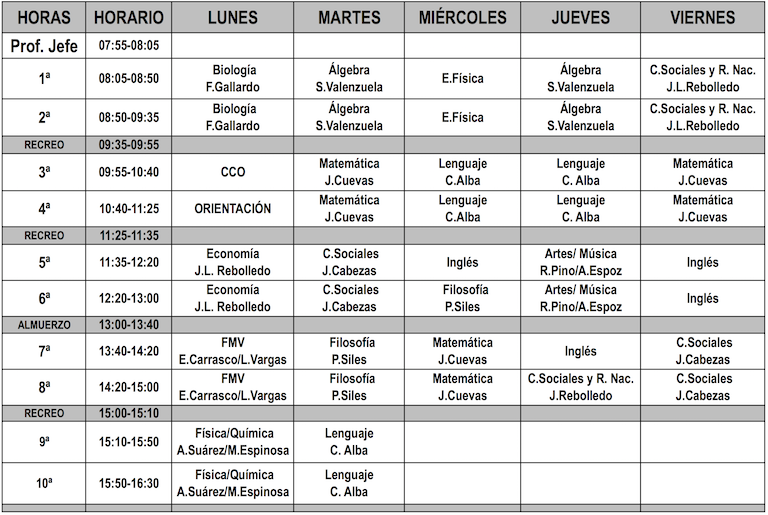 HORAS HORARIO LUNES MARTES MIÉRCOLES JUEVES VIERNES
Prof. Jefe 07:55-08:05
1ª 08:05-08:50 Biología F.Gallardo Álgebra S.Valenzuela E.Física Álgebra S.Valenzuela C.Sociales y R. Nac. J.L.Rebolledo
2ª 08:50-09:35 Biología F.Gallardo Álgebra S.Valenzuela E.Física Álgebra S.Valenzuela C.Sociales y R. Nac. J.L.Rebolledo
RECREO 09:35-09:55
3ª 09:55-10:40 CCO Matemática J.Cuevas Lenguaje C.Alba Lenguaje C. Alba Matemática J.Cuevas
4ª 10:40-11:25 ORIENTACIÓN Matemática J.Cuevas Lenguaje C.Alba Lenguaje C. Alba Matemática J.Cuevas
RECREO 11:25-11:35
5ª 11:35-12:20 Economía J.L. Rebolledo C.Sociales J.Cabezas Inglés Artes/ Música R.Pino/A.Espoz Inglés
6ª 12:20-13:00 Economía J.L. Rebolledo C.Sociales J.Cabezas Filosofía P.Siles Artes/ Música R.Pino/A.Espoz Inglés
ALMUERZO 13:00-13:40
7ª 13:40-14:20 FMV E.Carrasco/L.Vargas Filosofía P.Siles Matemática J.Cuevas Inglés C.Sociales J.Cabezas
8ª 14:20-15:00 FMV E.Carrasco/L.Vargas Filosofía P.Siles Matemática J.Cuevas C.Sociales y R. Nac. J.Rebolledo C.Sociales J.Cabezas
RECREO 15:00-15:10
9ª 15:10-15:50 Física/Química A.Suárez/M.Espinosa Lenguaje C. Alba
10ª 15:50-16:30 Física/Química A.Suárez/M.Espinosa Lenguaje C. Alba